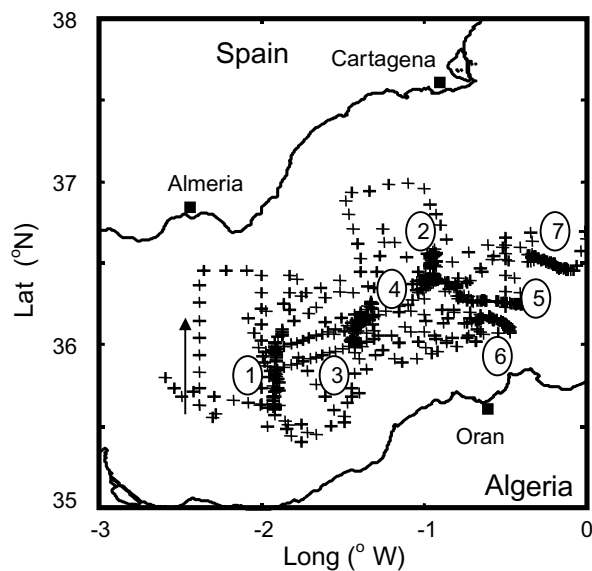 38
Spain
Cartagena
Almeria
37
2
7
Lat (°N)
4
5
36
1
3
6
Oran
Algeria
35
-3
-2
-1
0
Long (° W)